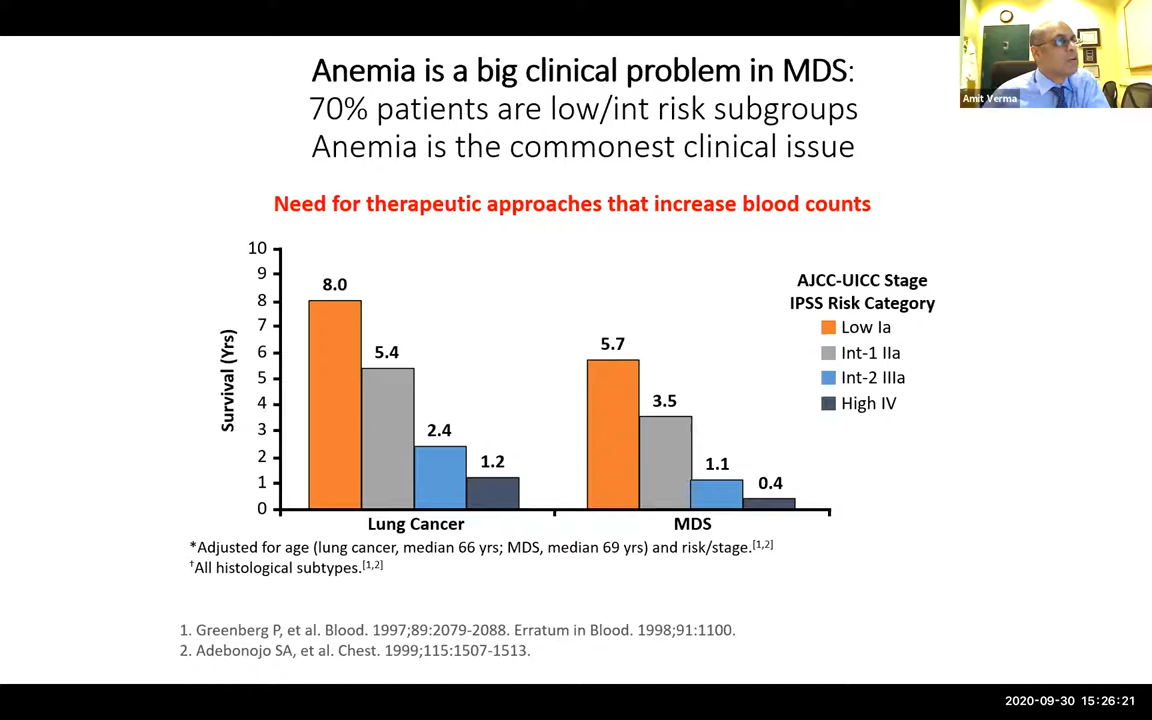 Amit Verma
Anemia is a big clinical problem in MDS:
70% patients are low/int risk subgroups
Anemia is the commonest clinical issue
Need for therapeutic approaches that increase blood counts
Survival (Yrs)
10
9
8
7
6
5
4
3
2
1
0
8.0
5.4
2.4
1.2
5.7
3.5
1.1
0.4
Lung Cancer
MDS
AJCC-UICC Stage
IPSS Risk Category
Low Ia
Int-1 IIa
Int-2 IIIa
High IV
*Adjusted for age (lung cancer, median 66 yrs; MDS, median 69 yrs) and risk/stage.[1,2]
†All histological subtypes.[1,2]
1. Greenberg P, et al. Blood. 1997;89:2079-2088. Erratum in Blood. 1998;91:1100.
2. Adebonojo SA, et al. Chest. 1999;115:1507-1513.
2020-09-30 15:26:21